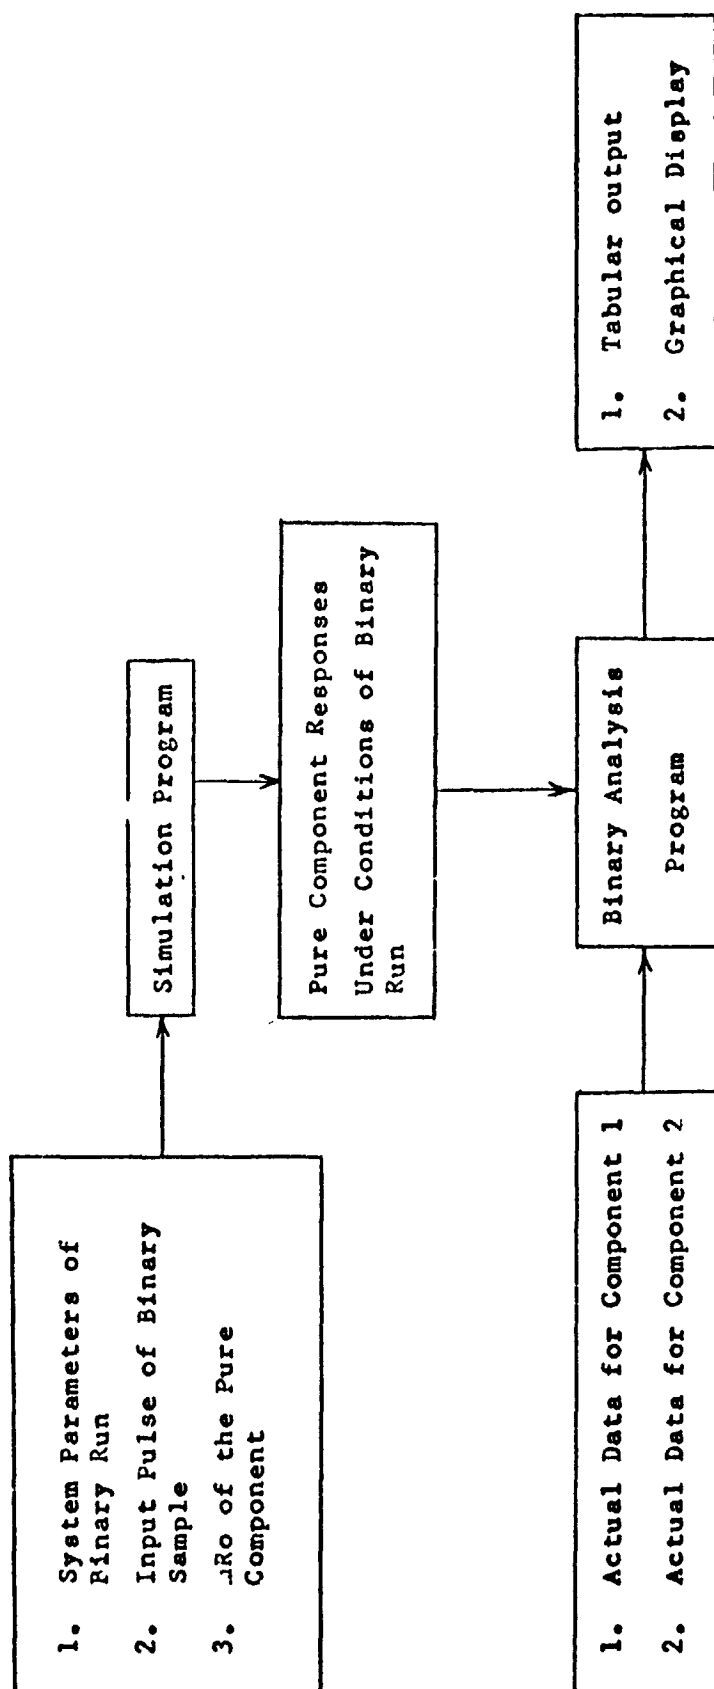 1. System Parameters of
Binary Run
2. Input Pulse of Binary
Sample
3. of the Pure
Component
Simulation Program
Pure Component Responses
Under Conditions of Binary
Run
1. Actual Data for Component 1
2. Actual Data for Component 2
Binary Analysis
Program
1. Tabular output
2. Graphical Display